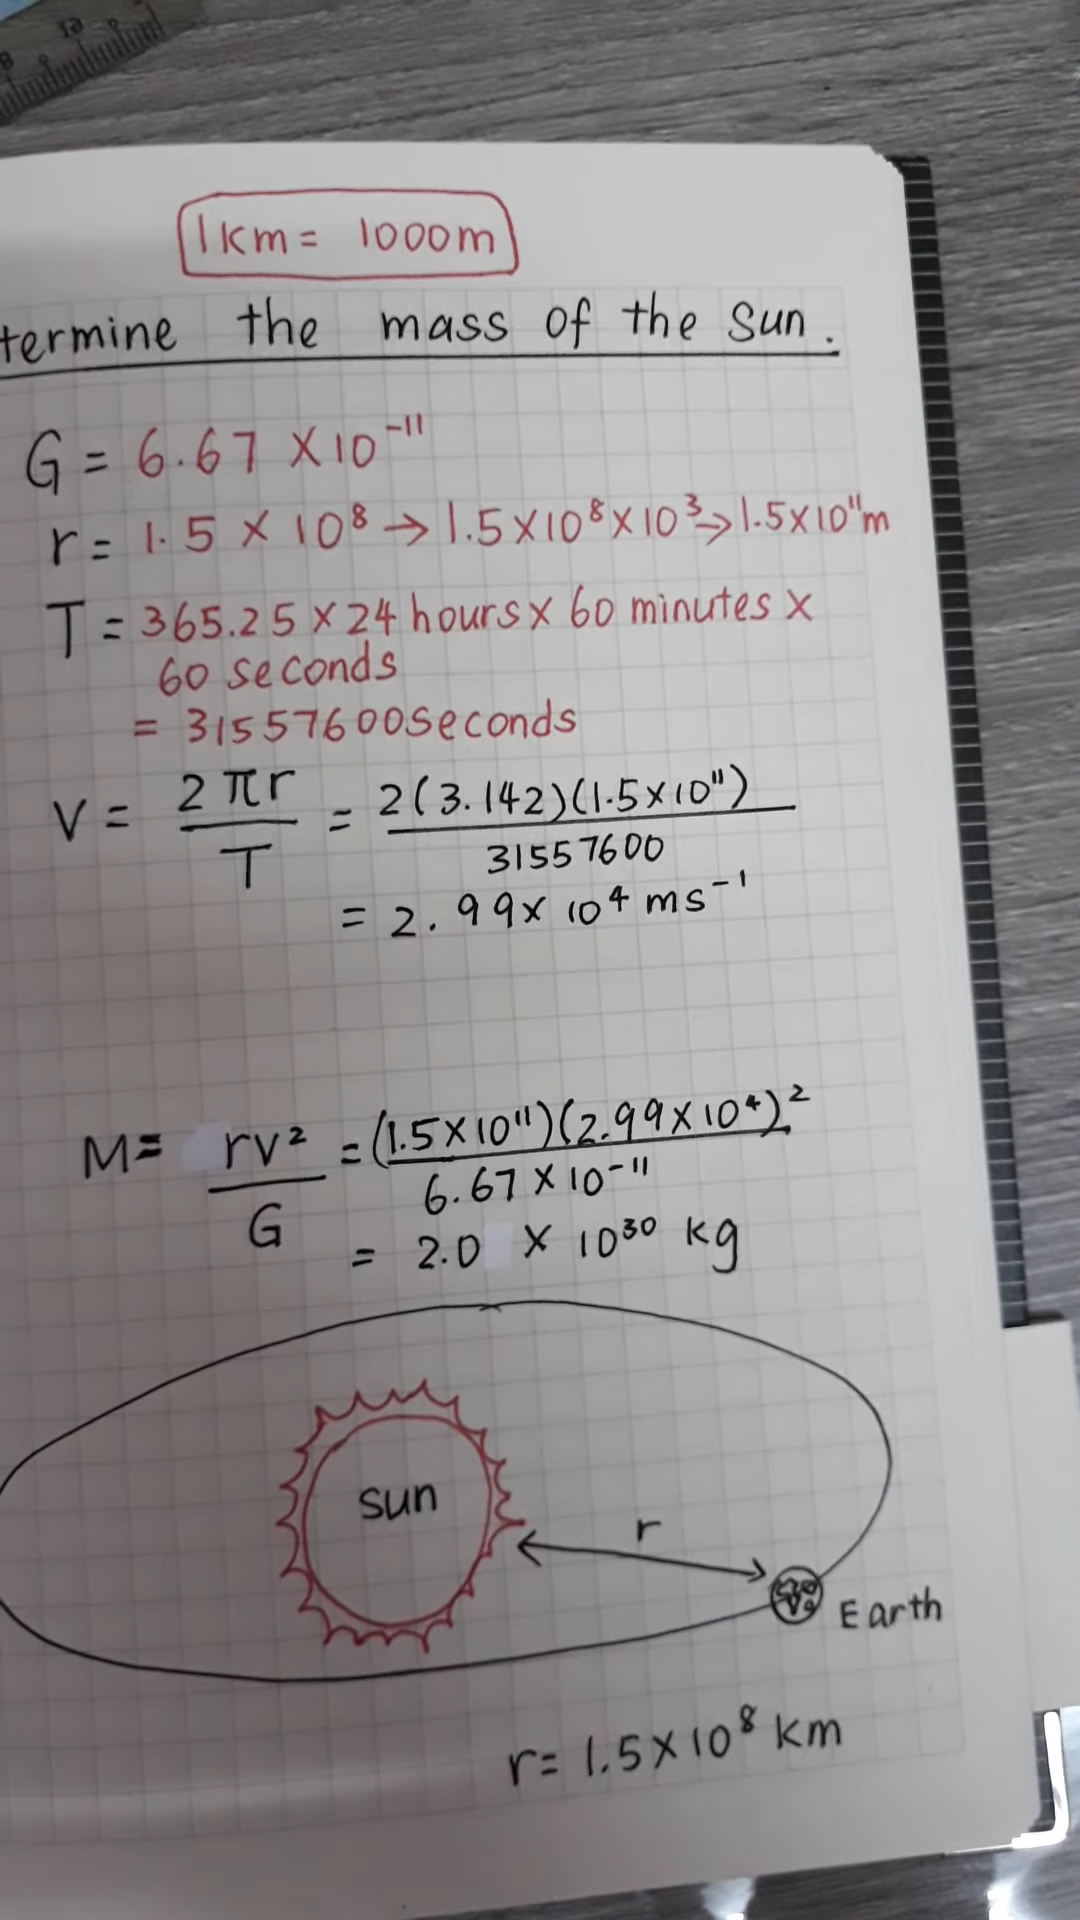 1km = 1000m
termine the mass of the sun.
G = 6.67 × 10⁻¹¹
r = 1.5 × 10⁸ → 1.5×10⁸×10³ → 1.5×10¹¹m
T = 365.25 × 24 hours × 60 minutes ×
60 seconds
= 31557600seconds
V = 2πr/T = 2(3.142)(1.5×10¹¹)/31557600
= 2.99× 10⁴ ms⁻¹
M= rv²/G = (1.5×10¹¹)(2.99×10⁴)²/6.67×10⁻¹¹
= 2.0 × 10³⁰ kg
sun
r
Earth
r= 1.5×10⁸ km